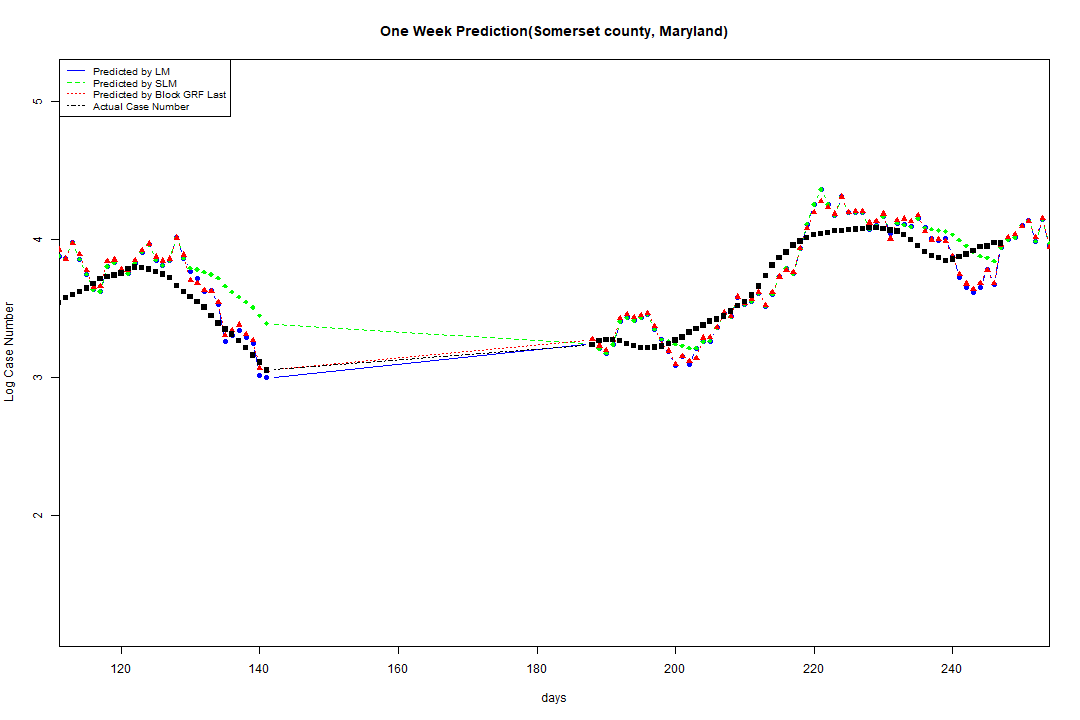 One Week Prediction(Somerset county, Maryland)
Predicted by LM
Predicted by SLM
Predicted by Block GRF Last
Actual Case Number
5
4
3
2
Log Case Number
120 140 160 180 200 220 240
days